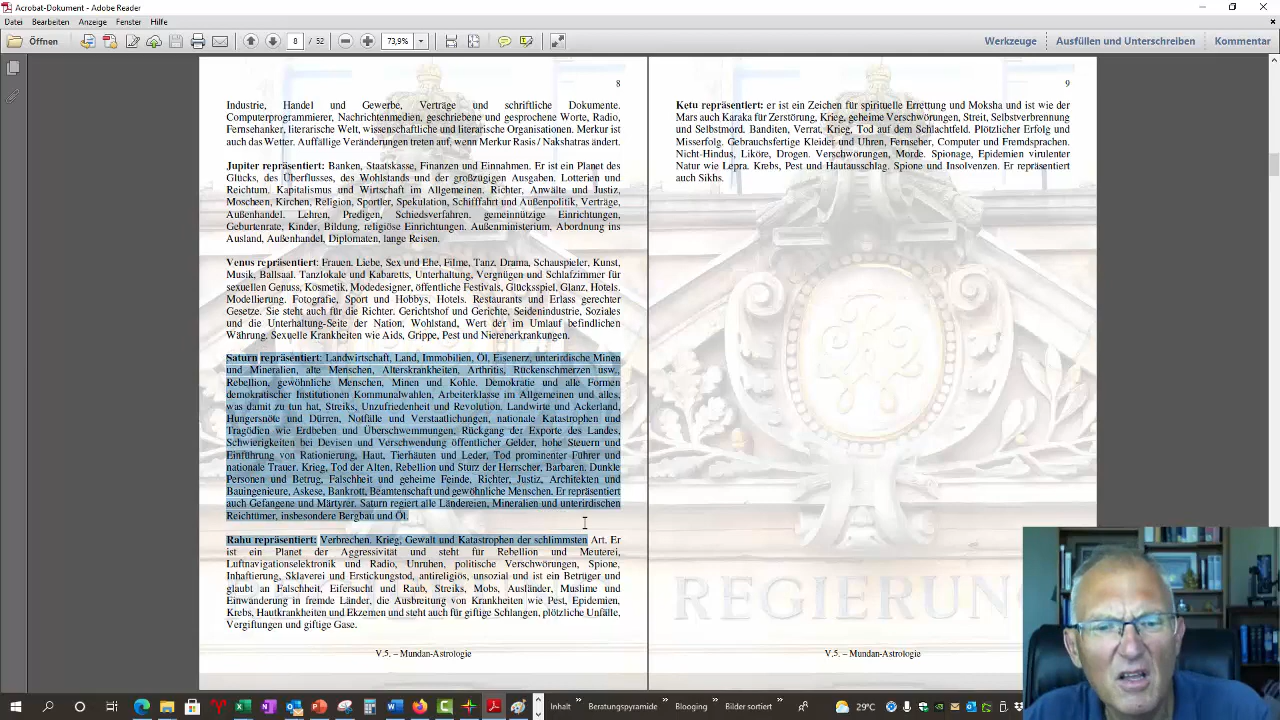 Acrobat-Dokument - Adobe Reader
Datei Bearbeiten Anzeige Fenster Hilfe
Öffnen 8 / 52 73,9% Werkzeuge Ausfüllen und Unterschreiben Kommentar
8
Industrie, Handel und Gewerbe, Verträge und schriftliche Dokumente.
Computerprogrammierer, Nachrichtenmedien, geschriebene und gesprochene Worte, Radio,
Fernsehanker, literarische Welt, wissenschaftliche und literarische Organisationen. Merkur ist
auch das Wetter. Auffällige Veränderungen treten auf, wenn Merkur Rasis / Nakshatras ändert.
Jupiter repräsentiert: Banken, Staatskasse, Finanzen und Einnahmen. Er ist ein Planet des
Glücks, des Überflusses, des Wohlstands und der großzügigen Ausgaben. Lotterien und
Reichtum. Kapitalismus und Wirtschaft im Allgemeinen. Richter, Anwälte und Justiz,
Moscheen, Kirchen, Religion, Sportler, Spekulation, Schifffahrt und Außenpolitik, Verträge,
Außenhandel. Lehren, Predigen, Schiedsverfahren, gemeinnützige Einrichtungen,
Geburtenrate, Kinder, Bildung, religiöse Einrichtungen. Außenministerium, Abordnung ins
Ausland, Außenhandel, Diplomaten, lange Reisen.
Venus repräsentiert: Frauen, Liebe, Sex und Ehe, Filme, Tanz, Drama, Schauspieler, Kunst,
Musik, Ballsaal. Tanzlokale und Kabaretts, Unterhaltung, Vergnügen und Schlafzimmer für
sexuellen Genuss, Kosmetik, Modedesigner, öffentliche Festivals, Glücksspiel, Glanz, Hotels.
Modellierung. Fotografie, Sport und Hobbys, Hotels. Restaurants und Erlass gerechter
Gesetze. Sie steht auch für die Richter. Gerichtshof und Gerichte, Seidenindustrie, Soziales
und die Unterhaltung-Seite der Nation, Wohlstand, Wert der im Umlauf befindlichen
Währung. Sexuelle Krankheiten wie Aids, Grippe, Pest und Nierenerkrankungen.
Saturn repräsentiert: Landwirtschaft, Land, Immobilien, Öl, Eisenerz, unterirdische Minen
und Mineralien, alte Menschen, Alterskrankheiten, Arthritis, Rückenschmerzen usw.,
Rebellion, gewöhnliche Menschen, Minen und Kohle. Demokratie und alle Formen
demokratischer Institutionen Kommunalwahlen, Arbeiterklasse im Allgemeinen und alles,
was damit zu tun hat, Streiks, Unzufriedenheit und Revolution. Landwirte und Ackerland,
Hungersnöte und Dürren, Notfälle und Verstaatlichungen, nationale Katastrophen und
Tragödien wie Erdbeben und Überschwemmungen, Rückgang der Exporte des Landes,
Schwierigkeiten bei Devisen und Verschwendung öffentlicher Gelder, hohe Steuern und
Einführung von Rationierung, Haut, Tierhäuten und Leder, Tod prominenter Führer und
nationale Trauer. Krieg, Tod der Alten, Rebellion und Sturz der Herrscher, Barbaren. Dunkle
Personen und Betrug, Falschheit und geheime Feinde, Richter, Justiz, Architekten und
Bauingenieure, Askese, Bankrott, Beamtenschaft und gewöhnliche Menschen. Er repräsentiert
auch Gefangene und Märtyrer. Saturn regiert alle Ländereien, Mineralien und unterirdischen
Reichtümer, insbesondere Bergbau und Öl.
Rahu repräsentiert: Verbrechen, Krieg, Gewalt und Katastrophen der schlimmsten Art. Er
ist ein Planet der Aggressivität und steht für Rebellion und Meuterei,
Luftnavigationselektronik und Radio, Unruhen, politische Verschwörungen, Spione,
Inhaftierung, Sklaverei und Erstickungstod, antireligiös, unsozial und ist ein Betrüger und
glaubt an Falschheit, Eifersucht und Raub, Streiks, Mobs, Ausländer, Muslime und
Einwanderung in fremde Länder, die Ausbreitung von Krankheiten wie Pest, Epidemien,
Krebs, Hautkrankheiten und Ekzemen und steht auch für giftige Schlangen, plötzliche Unfälle,
Vergiftungen und giftige Gase.
V.5. – Mundan-Astrologie
9
Ketu repräsentiert: er ist ein Zeichen für spirituelle Errettung und Moksha und ist wie der
Mars auch Karaka für Zerstörung, Krieg, geheime Verschwörungen, Streit, Selbstverbrennung
und Selbstmord. Banditen, Verrat, Krieg, Tod auf dem Schlachtfeld. Plötzlicher Erfolg und
Misserfolg. Gebrauchsfertige Kleider und Uhren, Fernseher, Computer und Fremdsprachen.
Nicht-Hindus, Liköre, Drogen. Verschwörungen, Morde. Spionage, Epidemien virulenter
Natur wie Lepra. Krebs, Pest und Hautausschlag. Spione und Insolvenzen. Er repräsentiert
auch Sikhs.
REGIERUN
V.5. – Mundan-Astrologie
Inhalt Beratungspyramide Blooging Bilder sortiert 29°C